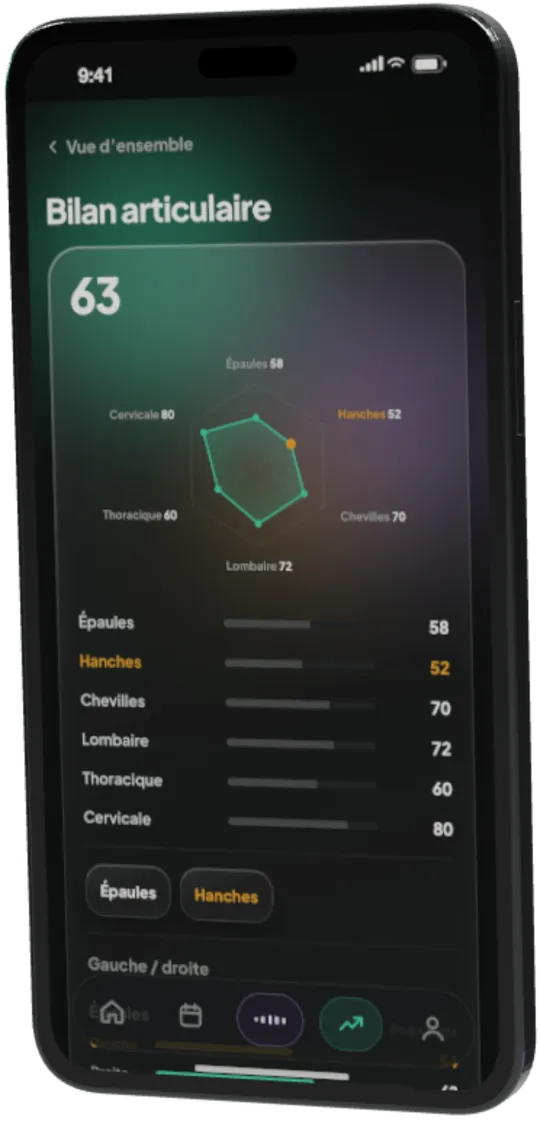 9:41
Vue d'ensemble
Bilan articulaire
63
Épaules 58
Cervicale 80
Hanches 52
Thoracique 60
Chevilles 70
Lombaire 72
Épaules 58
Hanches 52
Chevilles 70
Lombaire 72
Thoracique 60
Cervicale 80
Épaules Hanches
Gauche / droite